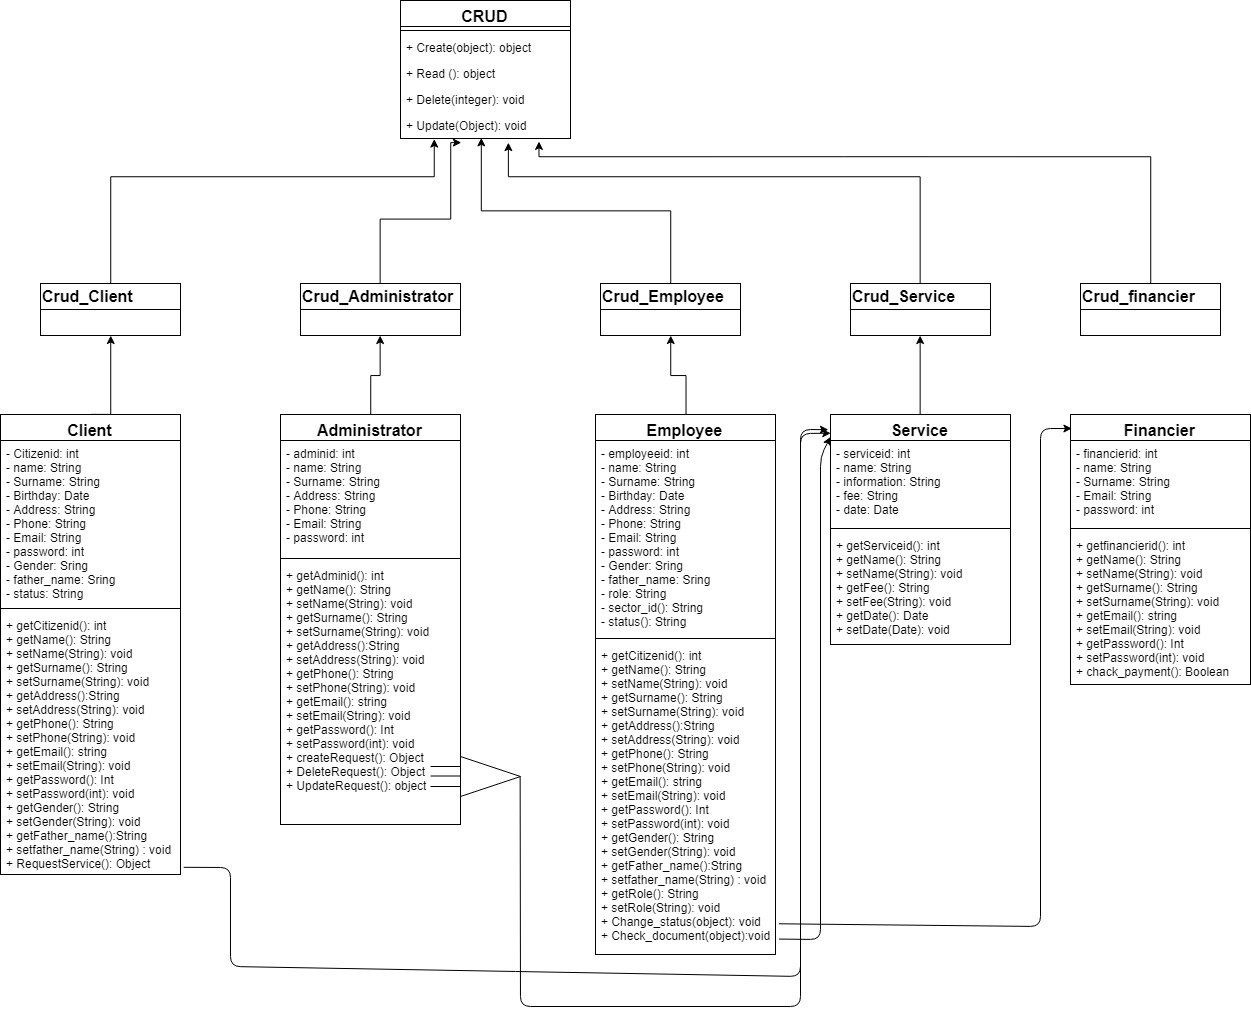 CRUD
+ Create(object): object
+ Read (): object
+ Delete(integer): void
+ Update(Object): void
Crud_Client
Crud_Administrator
Crud_Employee
Crud_Service
Crud_financier
Client
- Citizenid: int
- name: String
- Surname: String
- Birthday: Date
- Address: String
- Phone: String
- Email: String
- password: int
- Gender: Sring
- father_name: Sring
- status: String
+ getCitizenid(): int
+ getName(): String
+ setName(String): void
+ getSurname(): String
+ setSurname(String): void
+ getAddress():String
+ setAddress(String): void
+ getPhone(): String
+ setPhone(String): void
+ getEmail(): string
+ setEmail(String): void
+ getPassword(): Int
+ setPassword(int): void
+ getGender(): String
+ setGender(String): void
+ getFather_name():String
+ setfather_name(String) : void
+ RequestService(): Object
Administrator
- adminid: int
- name: String
- Surname: String
- Address: String
- Phone: String
- Email: String
- password: int
+ getAdminid(): int
+ getName(): String
+ setName(String): void
+ getSurname(): String
+ setSurname(String): void
+ getAddress():String
+ setAddress(String): void
+ getPhone(): String
+ setPhone(String): void
+ getEmail(): string
+ setEmail(String): void
+ getPassword(): Int
+ setPassword(int): void
+ createRequest(): Object
+ DeleteRequest(): Object
+ UpdateRequest(): object
Employee
- employeeid: int
- name: String
- Surname: String
- Birthday: Date
- Address: String
- Phone: String
- Email: String
- password: int
- Gender: Sring
- father_name: Sring
- role: String
- sector_id(): String
- status(): String
+ getCitizenid(): int
+ getName(): String
+ setName(String): void
+ getSurname(): String
+ setSurname(String): void
+ getAddress():String
+ setAddress(String): void
+ getPhone(): String
+ setPhone(String): void
+ getEmail(): string
+ setEmail(String): void
+ getPassword(): Int
+ setPassword(int): void
+ getGender(): String
+ setGender(String): void
+ getFather_name():String
+ setfather_name(String) : void
+ getRole(): String
+ setRole(String): void
+ Change_status(object): void
+ Check_document(object):void
Service
- serviceid: int
- name: String
- information: String
- fee: String
- date: Date
+ getServiceid(): int
+ getName(): String
+ setName(String): void
+ getFee(): String
+ setFee(String): void
+ getDate(): Date
+ setDate(Date): void
Financier
- financierid: int
- name: String
- Surname: String
- Email: String
- password: int
+ getfinancierid(): int
+ getName(): String
+ setName(String): void
+ getSurname(): String
+ setSurname(String): void
+ getEmail(): string
+ setEmail(String): void
+ getPassword(): Int
+ setPassword(int): void
+ chack_payment(): Boolean